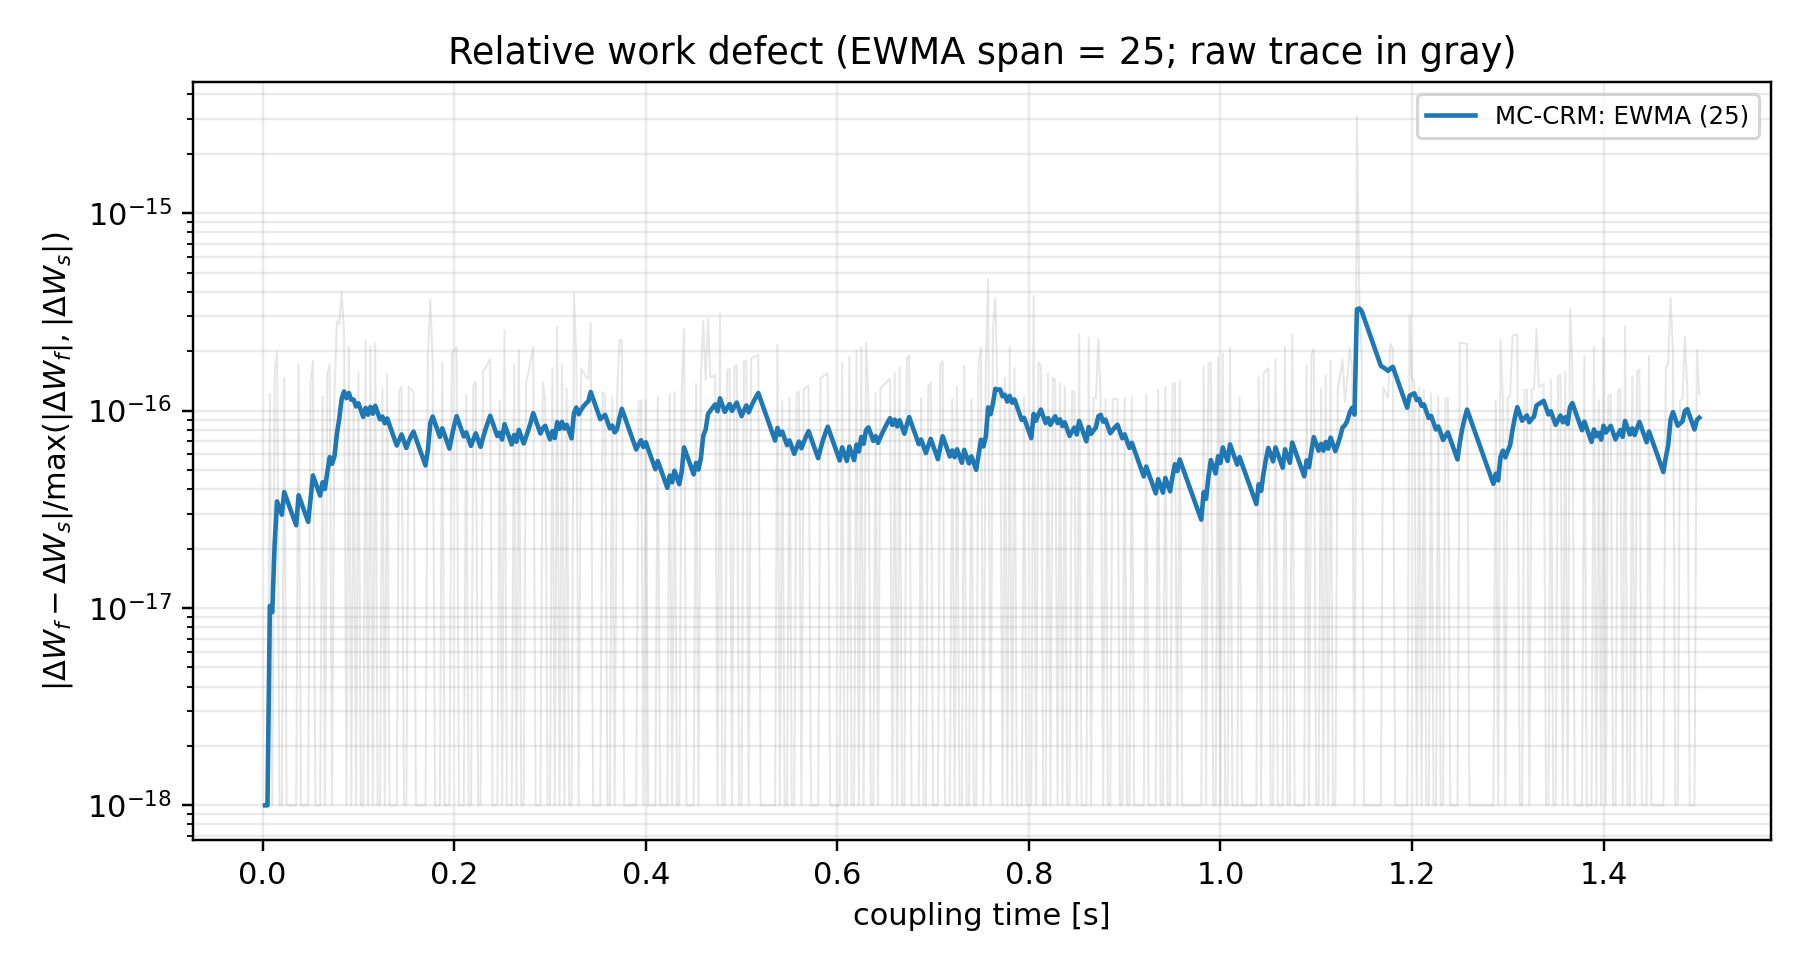 Relative work defect (EWMA span = 25; raw trace in gray)
MC-CRM: EWMA (25)
|ΔW_f − ΔW_s|/max(|ΔW_f|, |ΔW_s|)
10⁻¹⁵
10⁻¹⁶
10⁻¹⁷
10⁻¹⁸
0.0 0.2 0.4 0.6 0.8 1.0 1.2 1.4
coupling time [s]